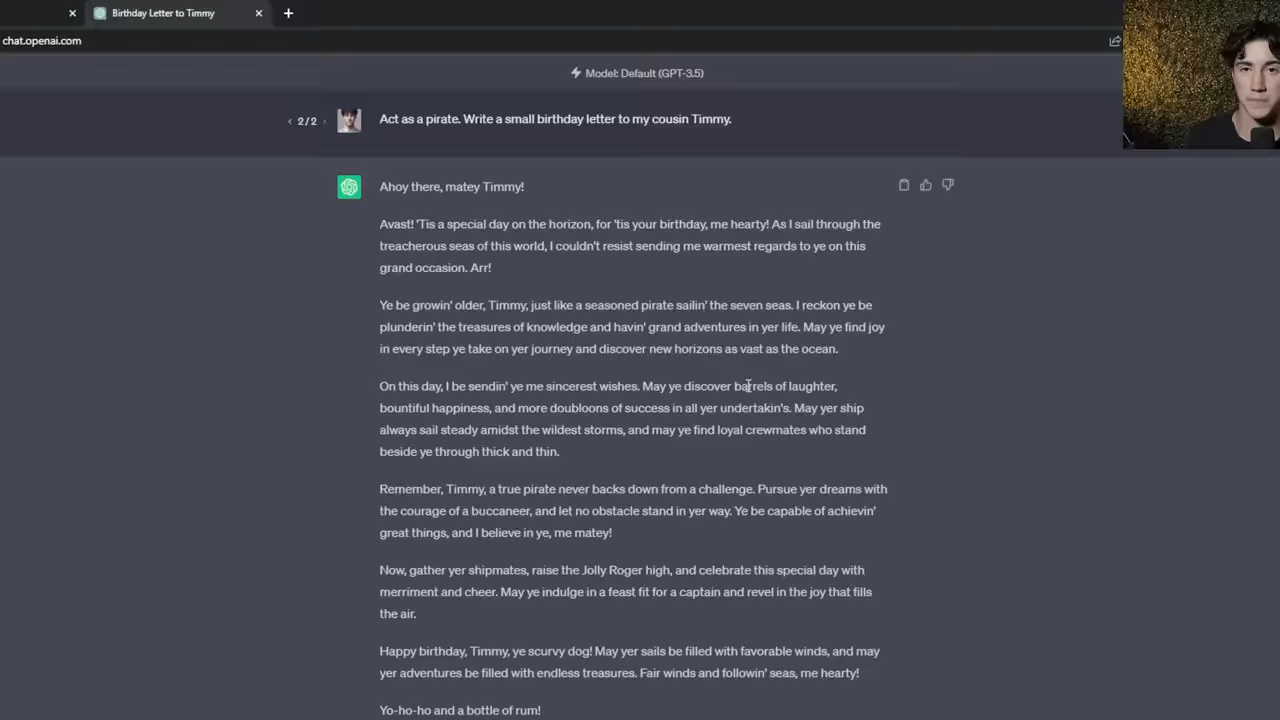 Birthday Letter to Timmy
chat.openai.com
Model: Default (GPT-3.5)
2/2
Act as a pirate. Write a small birthday letter to my cousin Timmy.
Ahoy there, matey Timmy!
Avast! 'Tis a special day on the horizon, for 'tis your birthday, me hearty! As I sail through the
treacherous seas of this world, I couldn't resist sending me warmest regards to ye on this
grand occasion. Arr!
Ye be growin' older, Timmy, just like a seasoned pirate sailin' the seven seas. I reckon ye be
plunderin' the treasures of knowledge and havin' grand adventures in yer life. May ye find joy
in every step ye take on yer journey and discover new horizons as vast as the ocean.
On this day, I be sendin' ye me sincerest wishes. May ye discover barrels of laughter,
bountiful happiness, and more doubloons of success in all yer undertakin's. May yer ship
always sail steady amidst the wildest storms, and may ye find loyal crewmates who stand
beside ye through thick and thin.
Remember, Timmy, a true pirate never backs down from a challenge. Pursue yer dreams with
the courage of a buccaneer, and let no obstacle stand in yer way. Ye be capable of achievin'
great things, and I believe in ye, me matey!
Now, gather yer shipmates, raise the Jolly Roger high, and celebrate this special day with
merriment and cheer. May ye indulge in a feast fit for a captain and revel in the joy that fills
the air.
Happy birthday, Timmy, ye scurvy dog! May yer sails be filled with favorable winds, and may
yer adventures be filled with endless treasures. Fair winds and followin' seas, me hearty!
Yo-ho-ho and a bottle of rum!